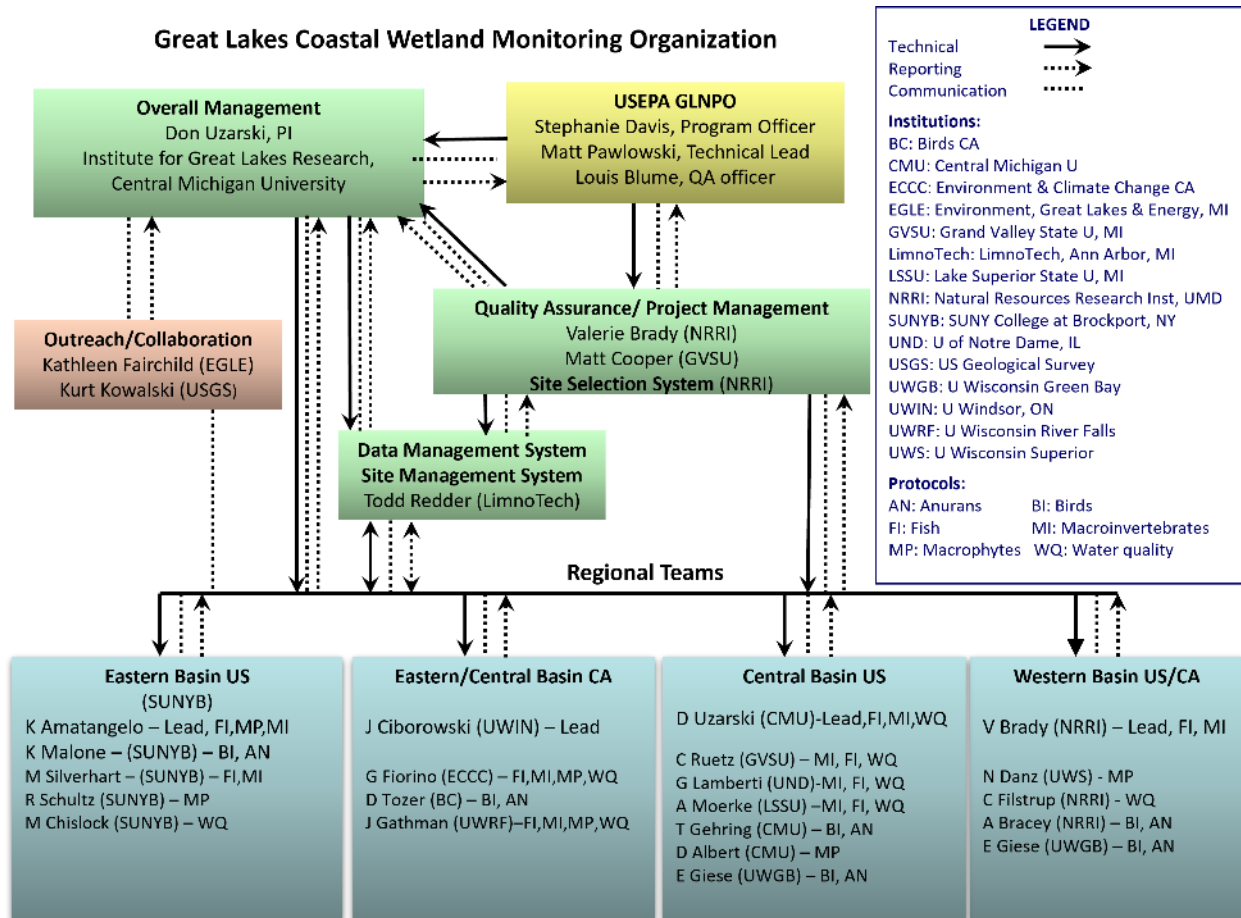 Great Lakes Coastal Wetland Monitoring Organization
Overall Management
Don Uzarski, PI
Institute for Great Lakes Research,
Central Michigan University
USEPA GLNPO
Stephanie Davis, Program Officer
Matt Pawlowski, Technical Lead
Louis Blume, QA officer
LEGEND
Technical
Reporting
Communication
Institutions:
BC: Birds CA
CMU: Central Michigan U
ECCC: Environment & Climate Change CA
EGLE: Environment, Great Lakes & Energy, MI
GVSU: Grand Valley State U, MI
LimnoTech: LimnoTech, Ann Arbor, MI
LSSU: Lake Superior State U, MI
NRRI: Natural Resources Research Inst, UMD
SUNYB: SUNY College at Brockport, NY
UND: U of Notre Dame, IL
USGS: US Geological Survey
UWGB: U Wisconsin Green Bay
UWIN: U Windsor, ON
UWRF: U Wisconsin River Falls
UWS: U Wisconsin Superior
Protocols:
AN: Anurans BI: Birds
FI: Fish MI: Macroinvertebrates
MP: Macrophytes WQ: Water quality
Quality Assurance/ Project Management
Valerie Brady (NRRI)
Matt Cooper (GVSU)
Site Selection System (NRRI)
Outreach/Collaboration
Kathleen Fairchild (EGLE)
Kurt Kowalski (USGS)
Data Management System
Site Management System
Todd Redder (LimnoTech)
Regional Teams
Eastern Basin US
(SUNYB)
K Amatangelo – Lead, FI,MP,MI
K Malone – (SUNYB) – BI, AN
M Silverhart – (SUNYB) – FI,MI
R Schultz (SUNYB) – MP
M Chislock (SUNYB) – WQ
Eastern/Central Basin CA
J Ciborowski (UWIN) – Lead
G Fiorino (ECCC) – FI,MI,MP,WQ
D Tozer (BC) – BI, AN
J Gathman (UWRF)–FI,MI,MP,WQ
Central Basin US
D Uzarski (CMU)-Lead,FI,MI,WQ
C Ruetz (GVSU) – MI, FI, WQ
G Lamberti (UND)-MI, FI, WQ
A Moerke (LSSU) –MI, FI, WQ
T Gehring (CMU) – BI, AN
D Albert (CMU) – MP
E Giese (UWGB) – BI, AN
Western Basin US/CA
V Brady (NRRI) – Lead, FI, MI
N Danz (UWS) - MP
C Filstrup (NRRI) - WQ
A Bracey (NRRI) – BI, AN
E Giese (UWGB) – BI, AN